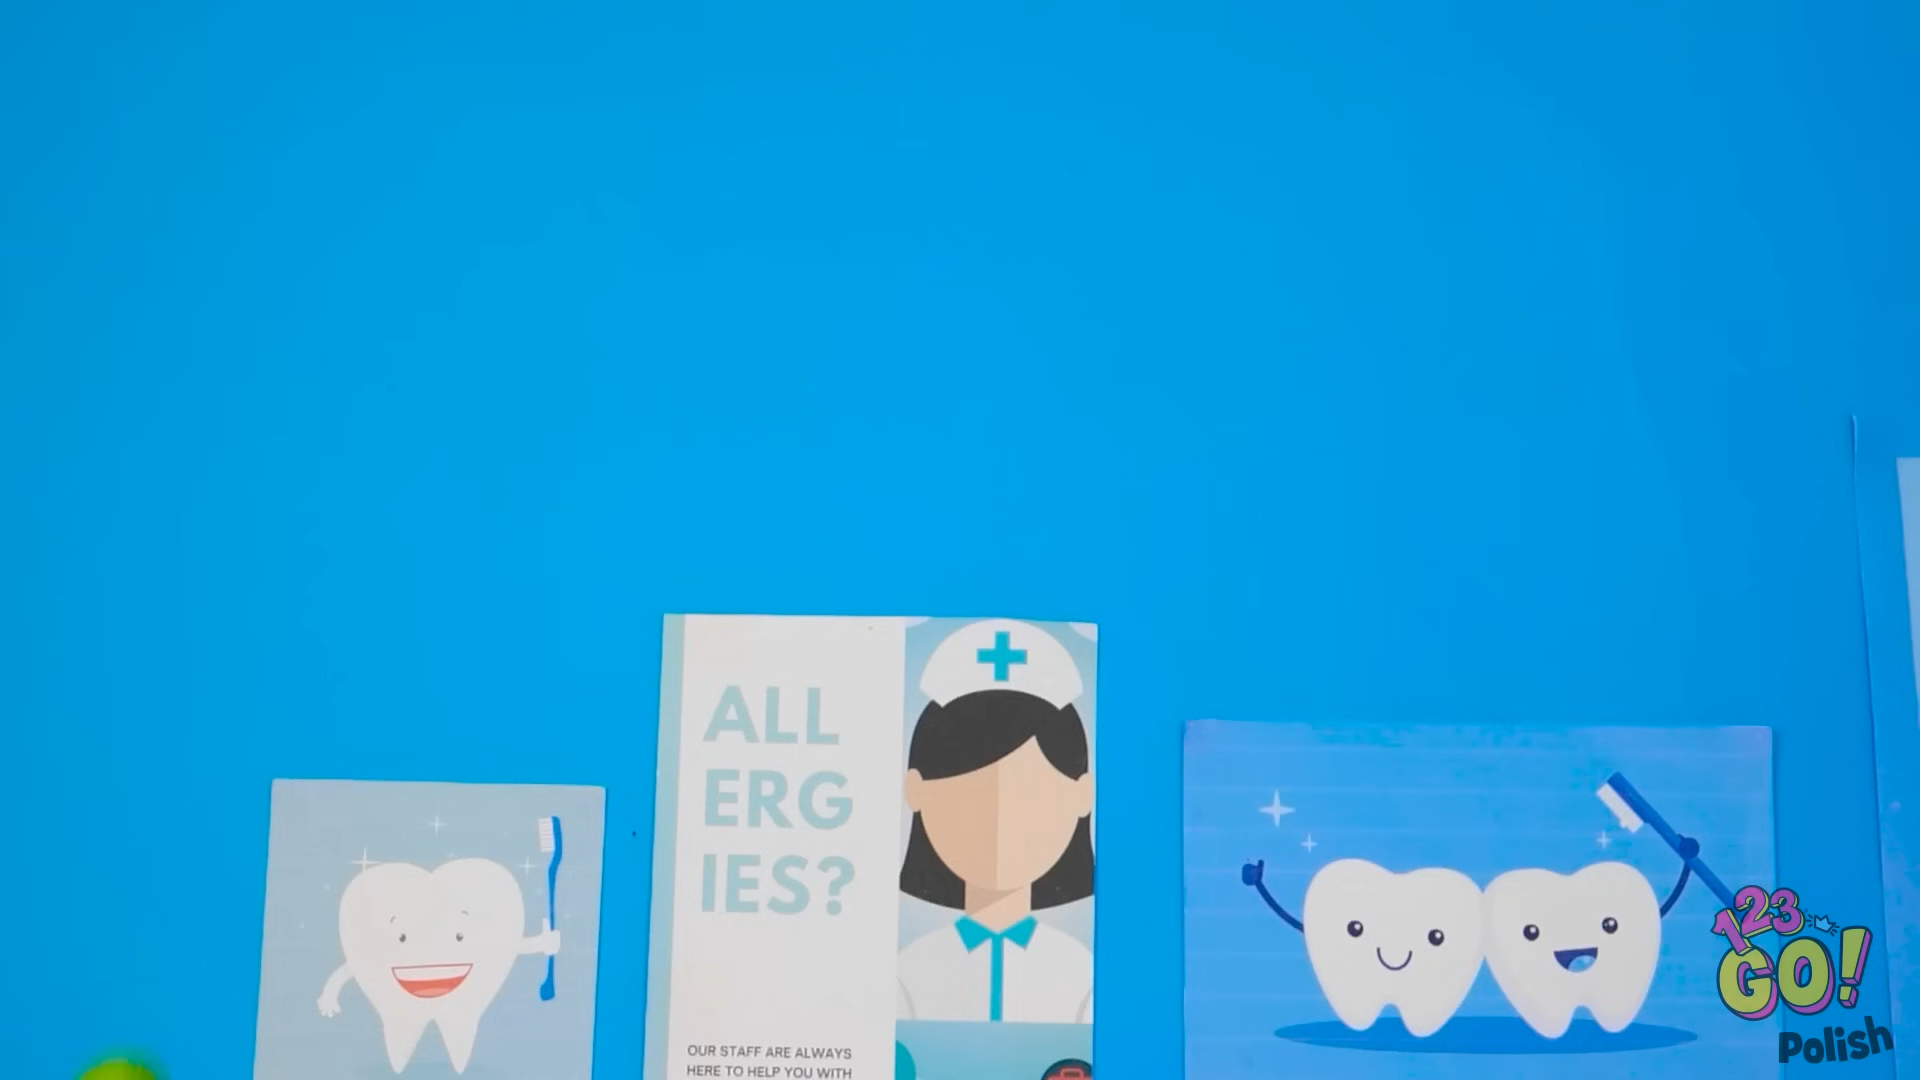 ALL
ERG
IES?
OUR STAFF ARE ALWAYS
HERE TO HELP YOU WITH
123
GO!
Polish